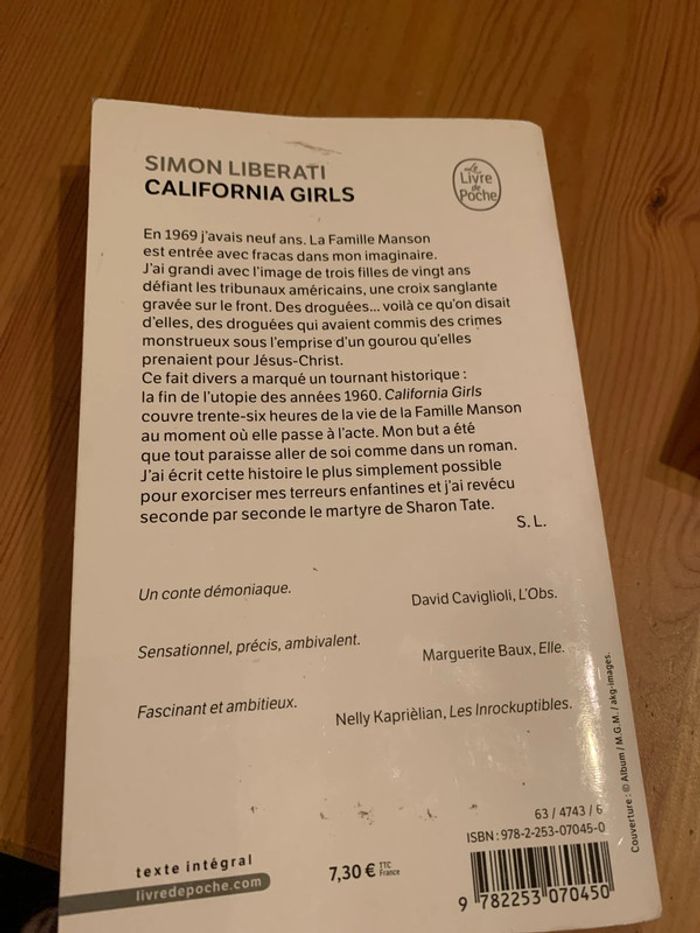 SIMON LIBERATI
CALIFORNIA GIRLS
Le
Livre
de
Poche
En 1969 j'avais neuf ans. La Famille Manson
est entrée avec fracas dans mon imaginaire.
J'ai grandi avec l'image de trois filles de vingt ans
défiant les tribunaux américains, une croix sanglante
gravée sur le front. Des droguées... voilà ce qu'on disait
d'elles, des droguées qui avaient commis des crimes
monstrueux sous l'emprise d'un gourou qu'elles
prenaient pour Jésus-Christ.
Ce fait divers a marqué un tournant historique :
la fin de l'utopie des années 1960. California Girls
couvre trente-six heures de la vie de la Famille Manson
au moment où elle passe à l'acte. Mon but a été
que tout paraisse aller de soi comme dans un roman.
J'ai écrit cette histoire le plus simplement possible
pour exorciser mes terreurs enfantines et j'ai revécu
seconde par seconde le martyre de Sharon Tate.
S. L.
Un conte démoniaque.
David Caviglioli, L'Obs.
Sensationnel, précis, ambivalent.
Marguerite Baux, Elle.
Fascinant et ambitieux.
Nelly Kaprièlian, Les Inrockuptibles.
Couverture : © Album / M.G.M. / akg-images.
63 / 4743 / 6
ISBN : 978-2-253-07045-0
texte intégral
livredepoche.com
7,30 € TTC
France
9 782253 070450